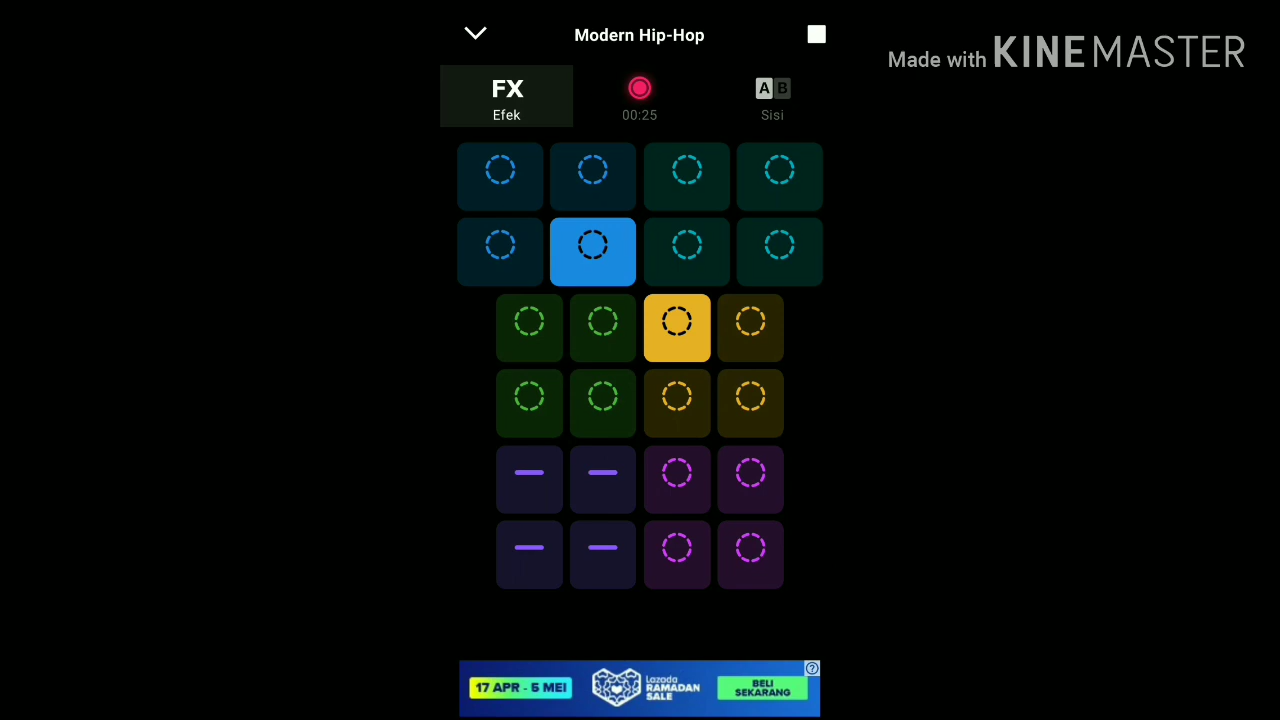 Modern Hip-Hop
Made with KINEMASTER
FX
Efek
00:25
A B
Sisi
17 APR - 5 MEI
Lazada
RAMADAN
SALE
BELI
SEKARANG
?